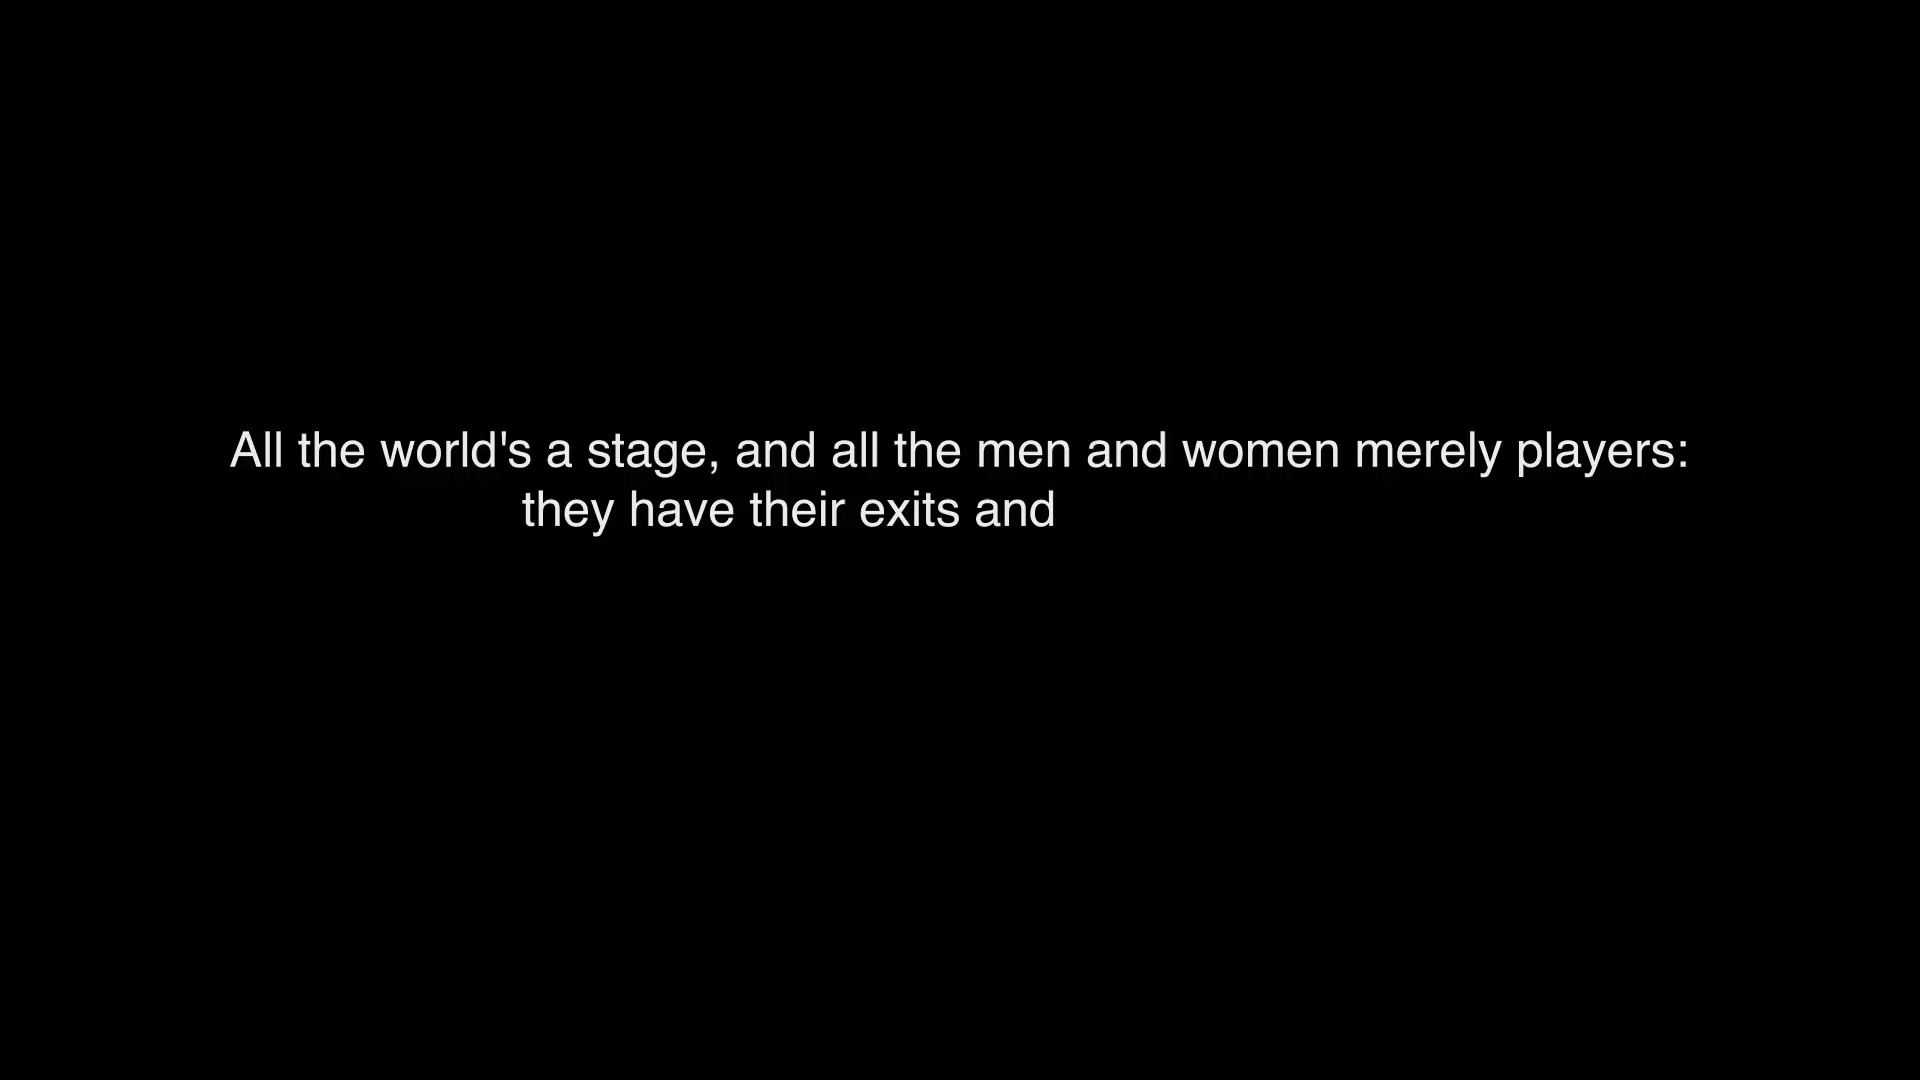 All the world's a stage, and all the men and women merely players:
they have their exits and